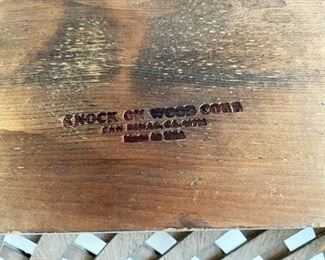 KNOCK ON WOOD CORP
SAN DIMAS, CA.
MADE IN USA